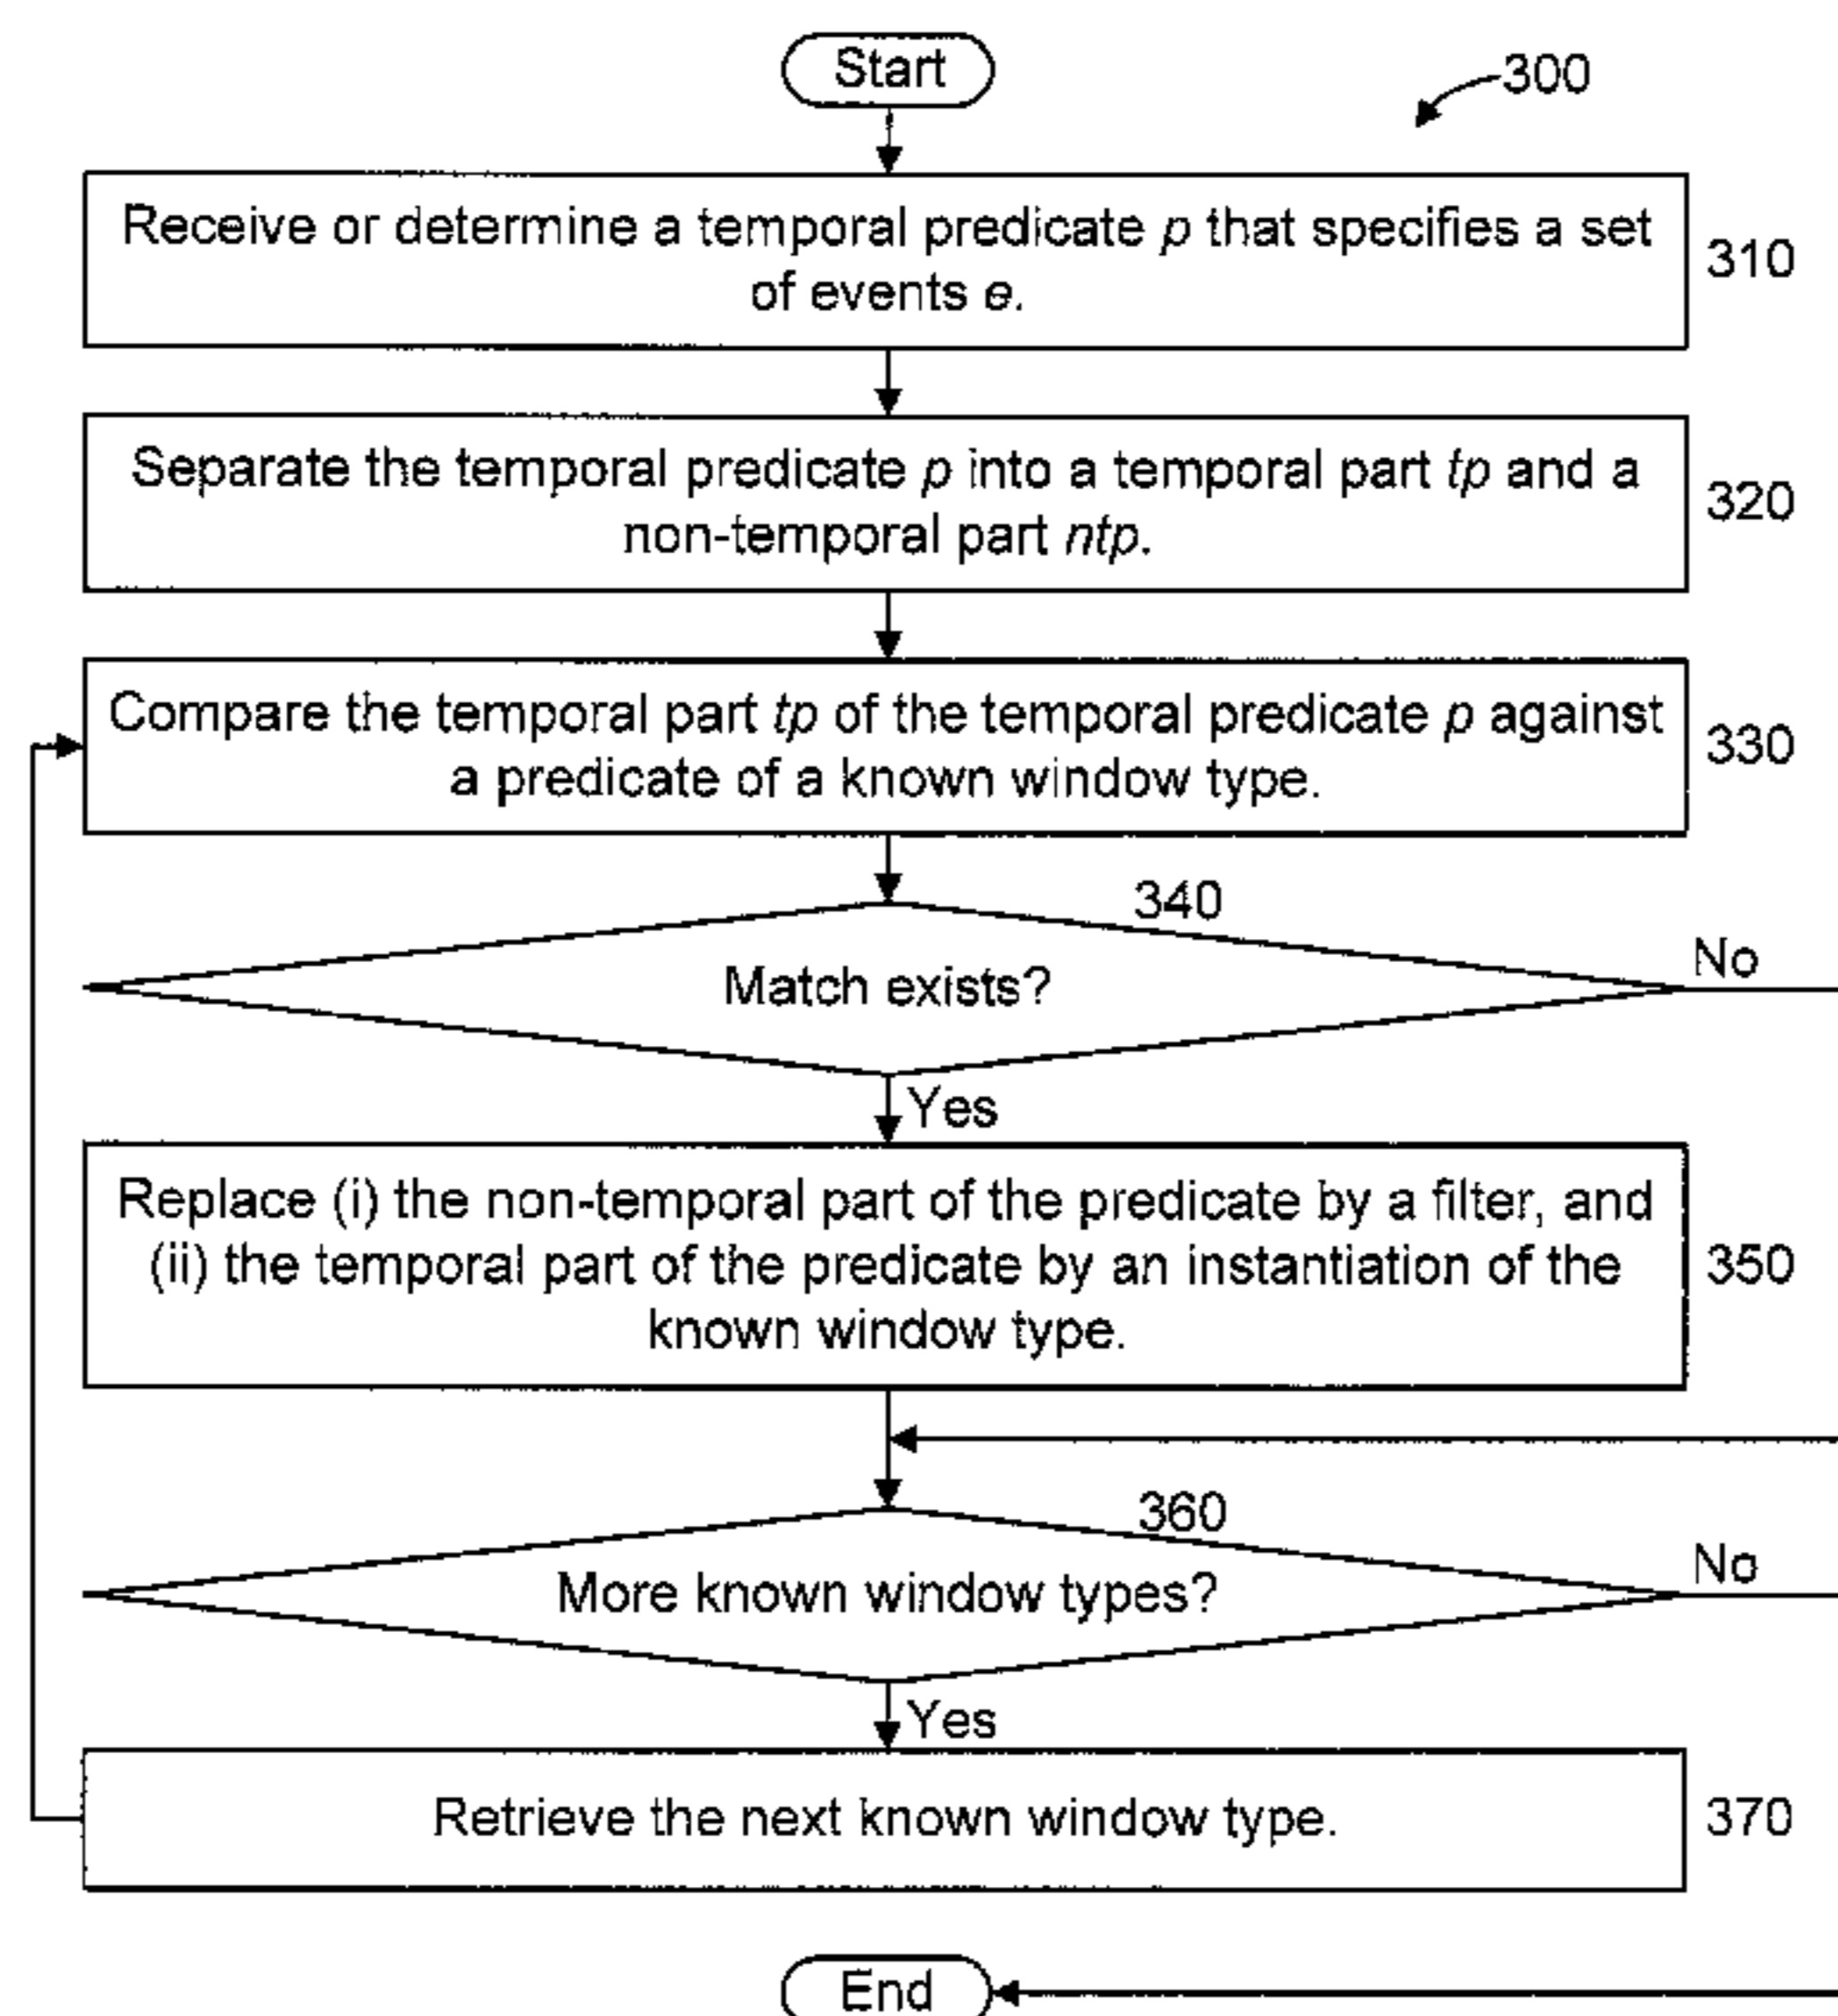 Start
300
Receive or determine a temporal predicate p that specifies a set
of events e.
310
Separate the temporal predicate p into a temporal part tp and a
non-temporal part ntp.
320
Compare the temporal part tp of the temporal predicate p against
a predicate of a known window type.
330
340
Match exists?
No
Yes
Replace (i) the non-temporal part of the predicate by a filter, and
(ii) the temporal part of the predicate by an instantiation of the
known window type.
350
360
More known window types?
No
Yes
Retrieve the next known window type.
370
End